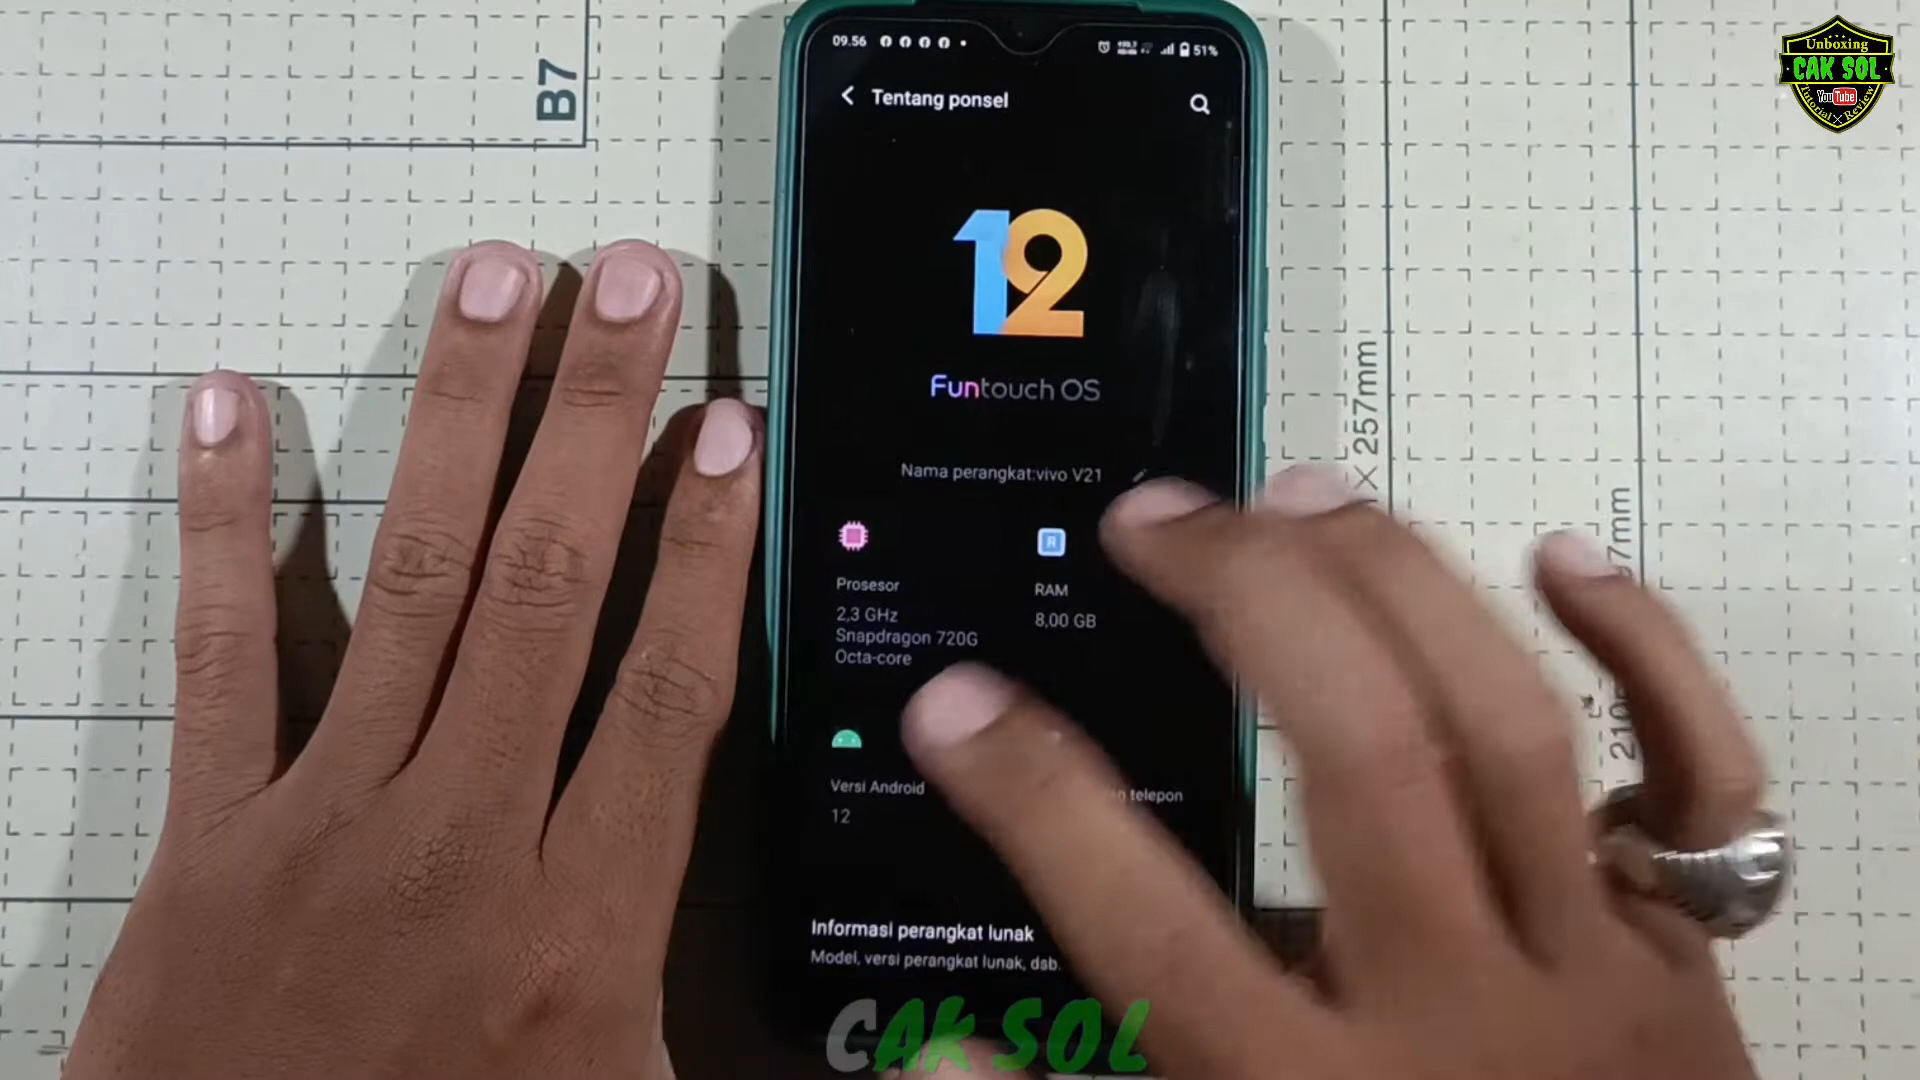 09.56
51%
Tentang ponsel
12
Funtouch OS
Nama perangkat:vivo V21
Prosesor
RAM
2,3 GHz
8,00 GB
Snapdragon 720G
Octa-core
Versi Android
telepon
12
Informasi perangkat lunak
Model, versi perangkat lunak, dsb.
B7
× 257mm
Unboxing
CAK SOL
YouTube
Tutorial × Review
CAK SOL